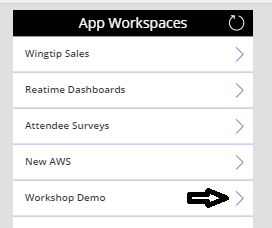 App Workspaces
Wingtip Sales
Reatime Dashboards
Attendee Surveys
New AWS
Workshop Demo